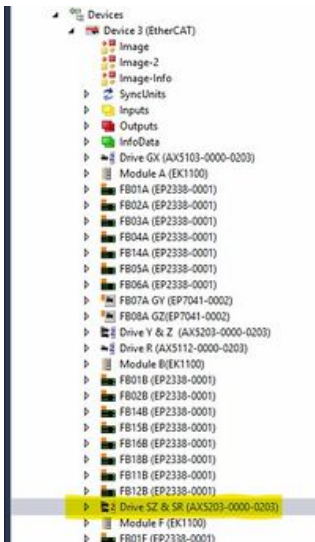 Devices
Device 3 (EtherCAT)
Image
Image-2
Image-Info
SyncUnits
Inputs
Outputs
InfoData
Drive GX (AX5103-0000-0203)
Module A (EK1100)
FB01A (EP2338-0001)
FB02A (EP2338-0001)
FB03A (EP2338-0001)
FB04A (EP2338-0001)
FB14A (EP2338-0001)
FB05A (EP2338-0001)
FB06A (EP2338-0001)
FB07A GY (EP7041-0002)
FB08A GZ(EP7041-0002)
Drive Y & Z (AX5203-0000-0203)
Drive R (AX5112-0000-0203)
Module B(EK1100)
FB01B (EP2338-0001)
FB02B (EP2338-0001)
FB14B (EP2338-0001)
FB15B (EP2338-0001)
FB16B (EP2338-0001)
FB18B (EP2338-0001)
FB11B (EP2338-0001)
FB12B (EP2338-0001)
Drive SZ & SR (AX5203-0000-0203)
Module F (EK1100)
FB01F (EP2338-0001)